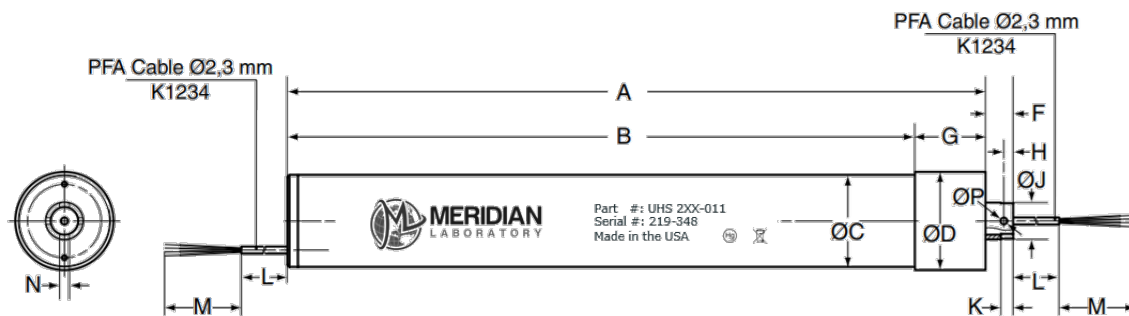 PFA Cable Ø2,3 mm
K1234
PFA Cable Ø2,3 mm
K1234
A
F
B
G
H
ØJ
ØP
MERIDIAN
LABORATORY
Part #: UHS 2XX-011
Serial #: 219-348
Made in the USA
Hg
ØC
ØD
N
L
M
K
L
M